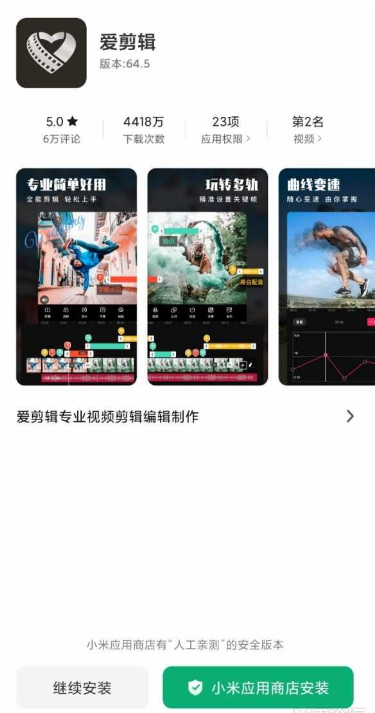 爱剪辑
版本:64.5
5.0★
4418万
23项
第2名
6万评论
下载次数
应用权限
视频
专业简单好用
全能剪辑 轻松上手
玩转多轨
精准设置关键帧
曲线变速
随心变速 由你掌握
爱剪辑专业视频剪辑编辑制作
小米应用商店有“人工亲测”的安全版本
继续安装
小米应用商店安装